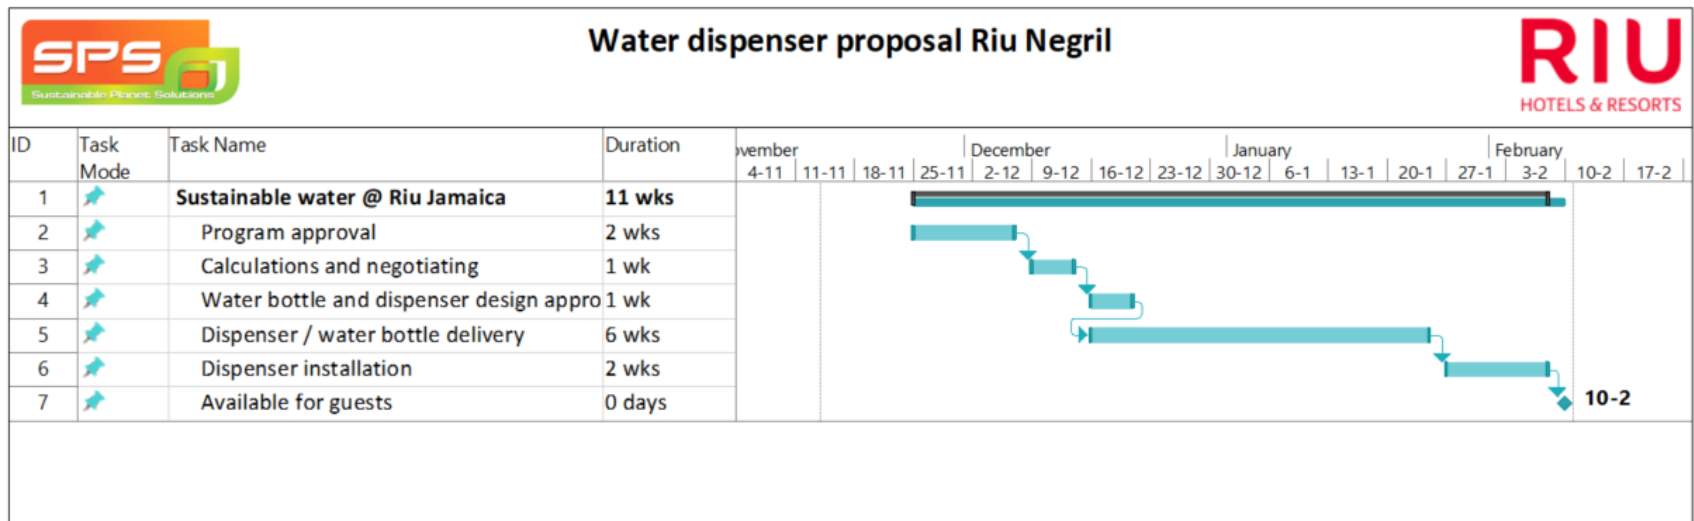 SPS
Sustainable Planet Solutions
Water dispenser proposal Riu Negril
RIU
HOTELS & RESORTS
ID Task Mode Task Name Duration
ovember December January February
4-11 11-11 18-11 25-11 2-12 9-12 16-12 23-12 30-12 6-1 13-1 20-1 27-1 3-2 10-2 17-2
1 Sustainable water @ Riu Jamaica 11 wks
2 Program approval 2 wks
3 Calculations and negotiating 1 wk
4 Water bottle and dispenser design appro 1 wk
5 Dispenser / water bottle delivery 6 wks
6 Dispenser installation 2 wks
7 Available for guests 0 days 10-2